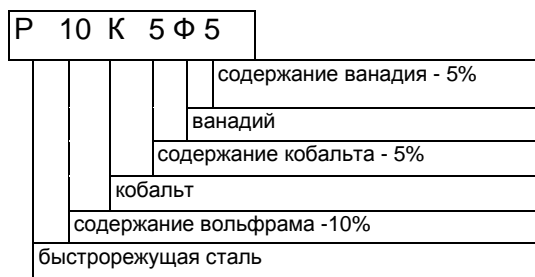 Р 10 К 5 Ф 5
содержание ванадия - 5%
ванадий
содержание кобальта - 5%
кобальт
содержание вольфрама -10%
быстрорежущая сталь